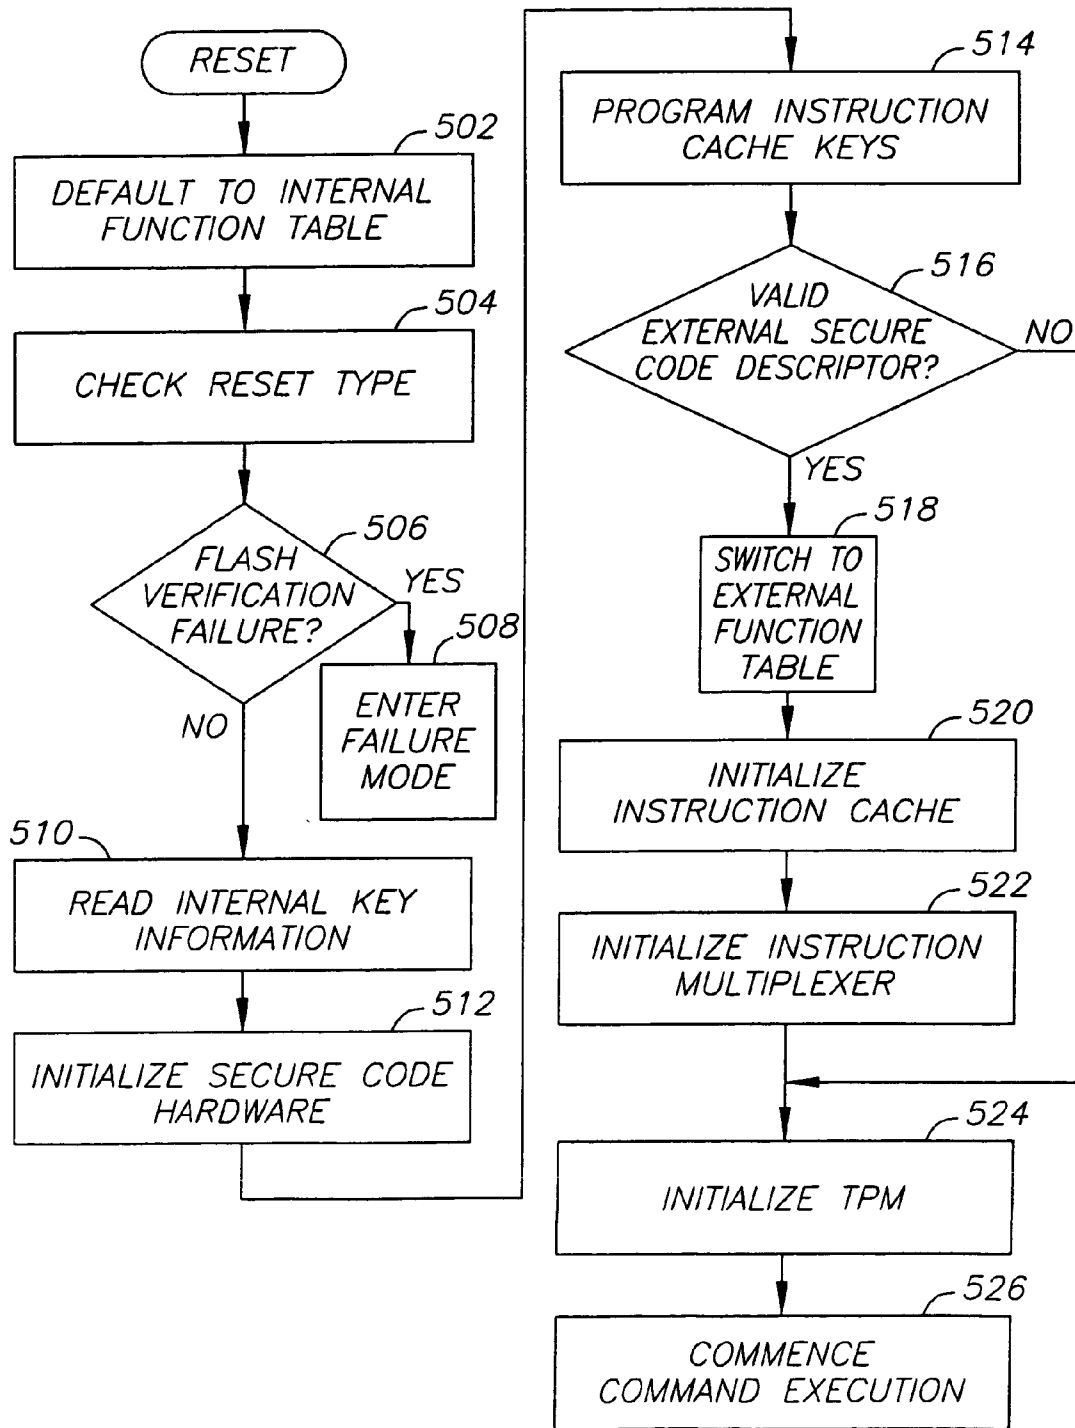 RESET
502
DEFAULT TO INTERNAL
FUNCTION TABLE
504
CHECK RESET TYPE
506
FLASH
VERIFICATION
FAILURE?
YES
508
ENTER
FAILURE
MODE
NO
510
READ INTERNAL KEY
INFORMATION
512
INITIALIZE SECURE CODE
HARDWARE
514
PROGRAM INSTRUCTION
CACHE KEYS
516
VALID
EXTERNAL SECURE
CODE DESCRIPTOR?
NO
YES
518
SWITCH TO
EXTERNAL
FUNCTION
TABLE
520
INITIALIZE
INSTRUCTION CACHE
522
INITIALIZE INSTRUCTION
MULTIPLEXER
524
INITIALIZE TPM
526
COMMENCE
COMMAND EXECUTION